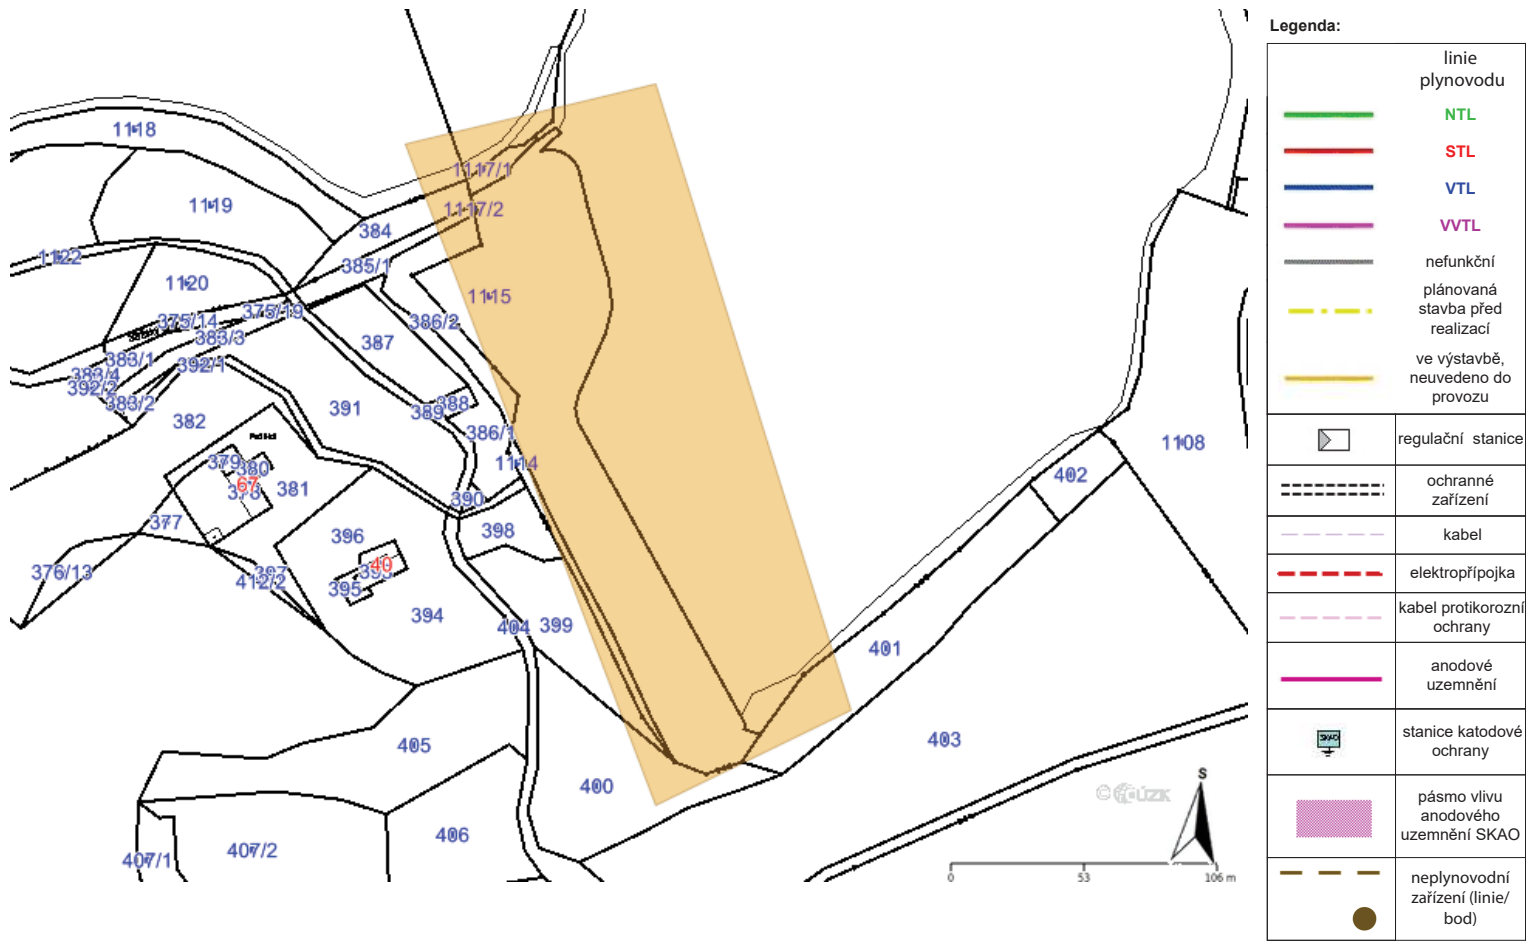 Legenda:
linie
plynovodu
NTL
STL
VTL
VVTL
nefunkční
plánovaná
stavba před
realizací
ve výstavbě,
neuvedeno do
provozu
regulační stanice
ochranné
zařízení
kabel
elektropřípojka
kabel protikorozní
ochrany
anodové
uzemnění
SKAO
stanice katodové
ochrany
pásmo vlivu
anodového
uzemnění SKAO
neplynovodní
zařízení (linie/
bod)
1118
1117/1
1119
1117/2
384
1122
385/1
1120
1115
375/19
375/14
386/2
383/3
387
383/1
392/1
383/4
392/2
383/2
388
391
389
382
386/1
1108
379
380
1114
402
67
378
381
390
377
398
396
40
376/13
397
412/2
395
394
404
399
401
405
403
400
406
407/2
407/1
© ČÚZK
S
0
53
106 m